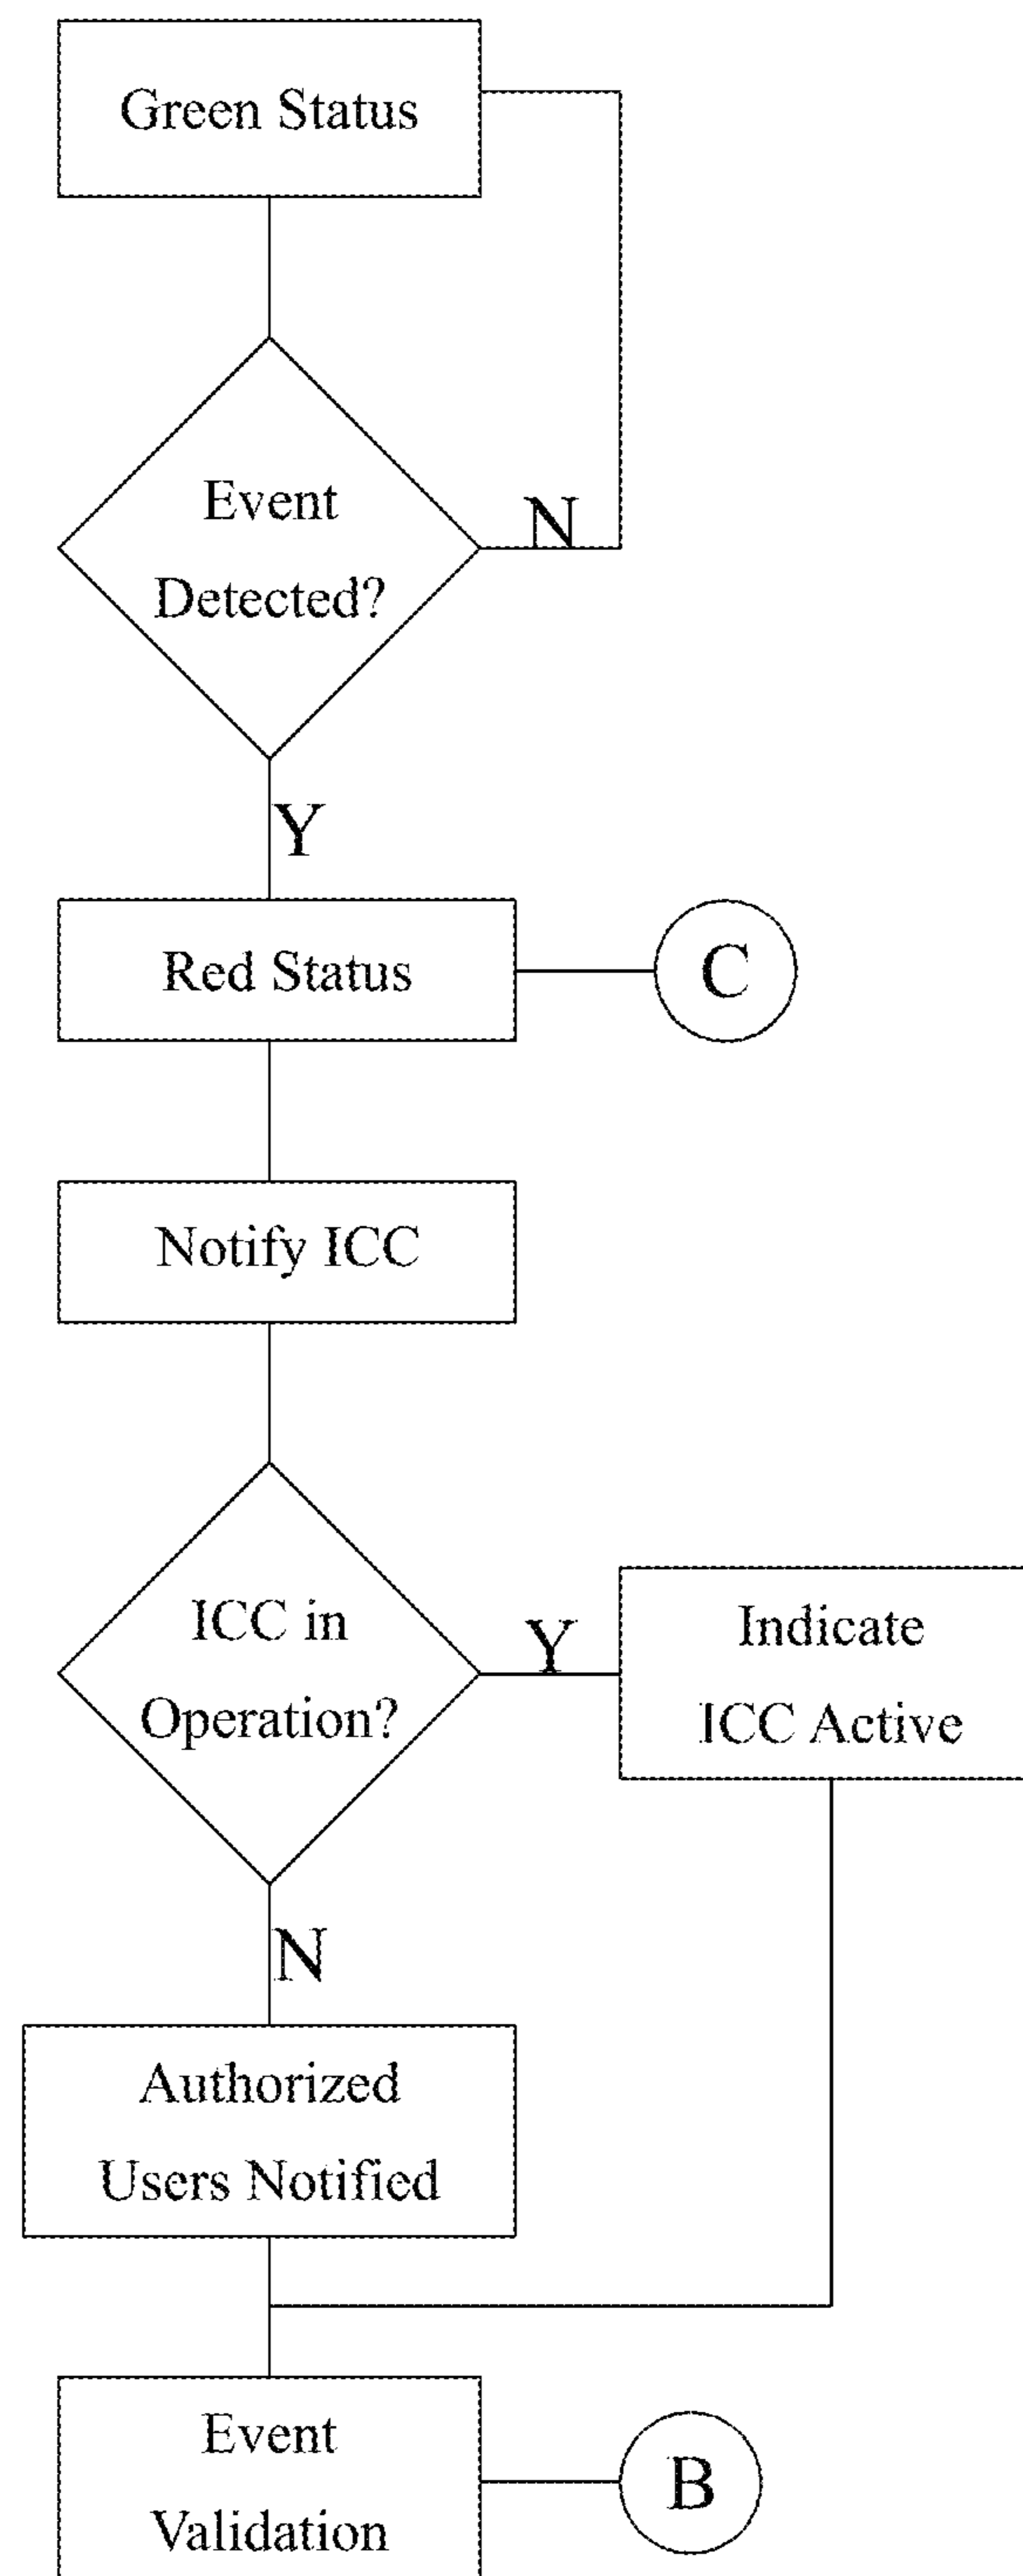 Green Status
Event
Detected?
N
Y
Red Status
C
Notify ICC
ICC in
Operation?
Y
Indicate
ICC Active
N
Authorized
Users Notified
Event
Validation
B